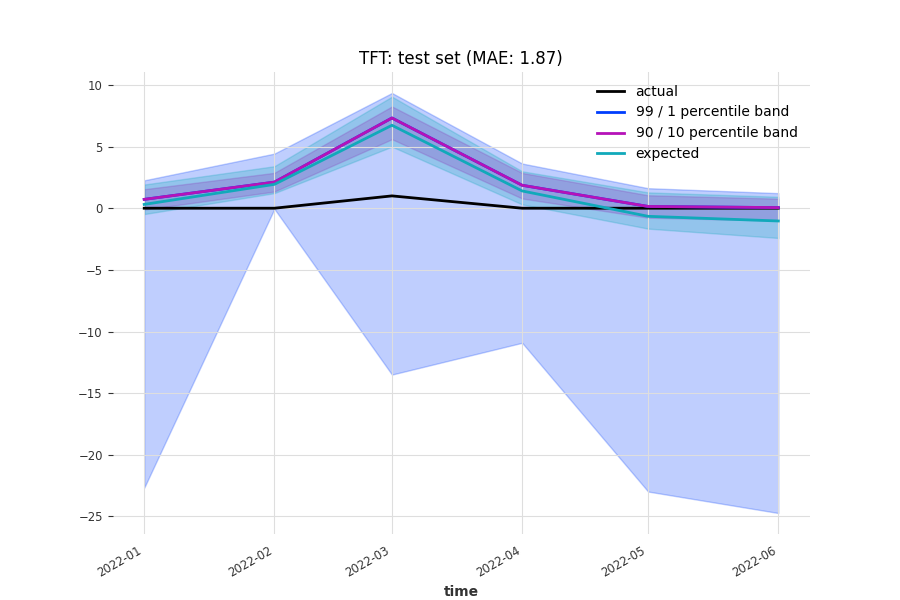 TFT: test set (MAE: 1.87)
actual
99 / 1 percentile band
90 / 10 percentile band
expected
10
5
0
−5
−10
−15
−20
−25
2022-01
2022-02
2022-03
2022-04
2022-05
2022-06
time